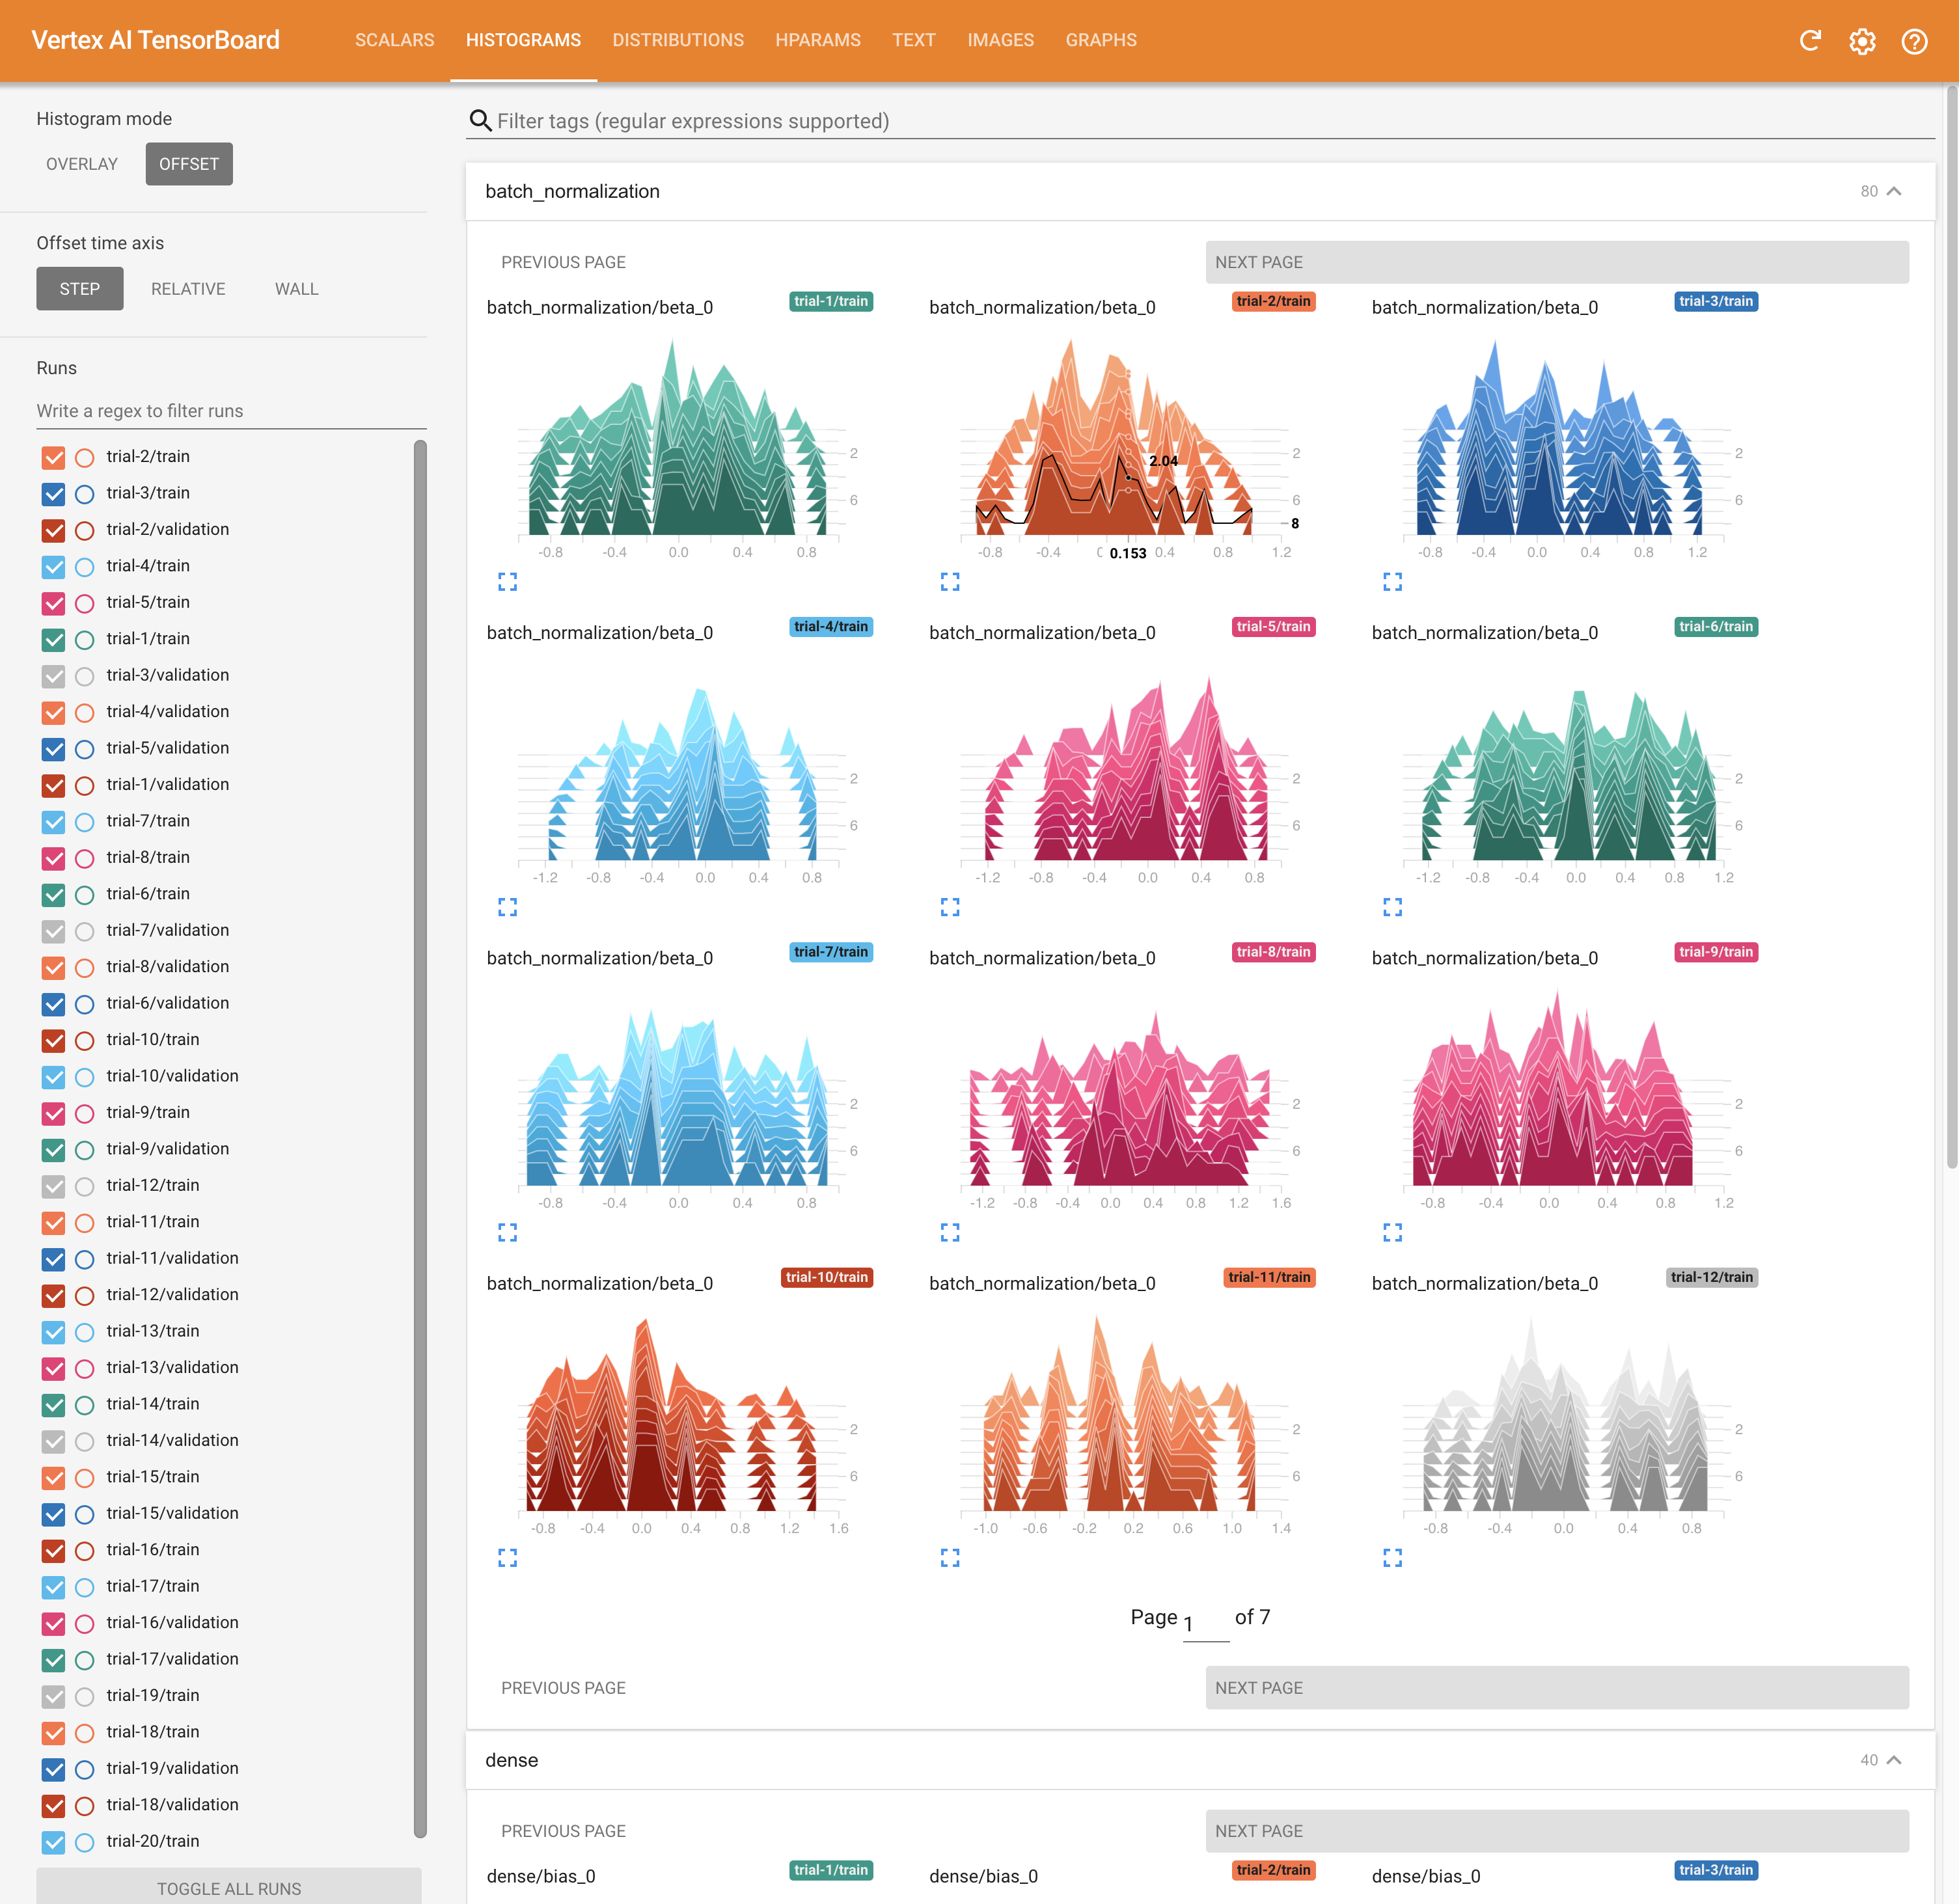 Vertex AI TensorBoard
SCALARS HISTOGRAMS DISTRIBUTIONS HPARAMS TEXT IMAGES GRAPHS
Histogram mode
OVERLAY OFFSET
Offset time axis
STEP RELATIVE WALL
Runs
Write a regex to filter runs
trial-2/train
trial-3/train
trial-2/validation
trial-4/train
trial-5/train
trial-1/train
trial-3/validation
trial-4/validation
trial-5/validation
trial-1/validation
trial-7/train
trial-8/train
trial-6/train
trial-7/validation
trial-8/validation
trial-6/validation
trial-10/train
trial-10/validation
trial-9/train
trial-9/validation
trial-12/train
trial-11/train
trial-11/validation
trial-12/validation
trial-13/train
trial-13/validation
trial-14/train
trial-14/validation
trial-15/train
trial-15/validation
trial-16/train
trial-17/train
trial-16/validation
trial-17/validation
trial-19/train
trial-18/train
trial-19/validation
trial-18/validation
trial-20/train
TOGGLE ALL RUNS
Filter tags (regular expressions supported)
batch_normalization 80
PREVIOUS PAGE NEXT PAGE
batch_normalization/beta_0 trial-1/train
2
6
-0.8 -0.4 0.0 0.4 0.8
batch_normalization/beta_0 trial-2/train
2
2.04
6
8
-0.8 -0.4 0.153 0.4 0.8 1.2
batch_normalization/beta_0 trial-3/train
2
6
-0.8 -0.4 0.0 0.4 0.8 1.2
batch_normalization/beta_0 trial-4/train
2
6
-1.2 -0.8 -0.4 0.0 0.4 0.8
batch_normalization/beta_0 trial-5/train
2
6
-1.2 -0.8 -0.4 0.0 0.4 0.8
batch_normalization/beta_0 trial-6/train
2
6
-1.2 -0.8 -0.4 0.0 0.4 0.8 1.2
batch_normalization/beta_0 trial-7/train
2
6
-0.8 -0.4 0.0 0.4 0.8
batch_normalization/beta_0 trial-8/train
2
6
-1.2 -0.8 -0.4 0.0 0.4 0.8 1.2 1.6
batch_normalization/beta_0 trial-9/train
2
6
-0.8 -0.4 0.0 0.4 0.8 1.2
batch_normalization/beta_0 trial-10/train
2
6
-0.8 -0.4 0.0 0.4 0.8 1.2 1.6
batch_normalization/beta_0 trial-11/train
2
6
-1.0 -0.6 -0.2 0.2 0.6 1.0 1.4
batch_normalization/beta_0 trial-12/train
2
6
-0.8 -0.4 0.0 0.4 0.8
Page 1 of 7
PREVIOUS PAGE NEXT PAGE
dense 40
PREVIOUS PAGE NEXT PAGE
dense/bias_0 trial-1/train
dense/bias_0 trial-2/train
dense/bias_0 trial-3/train